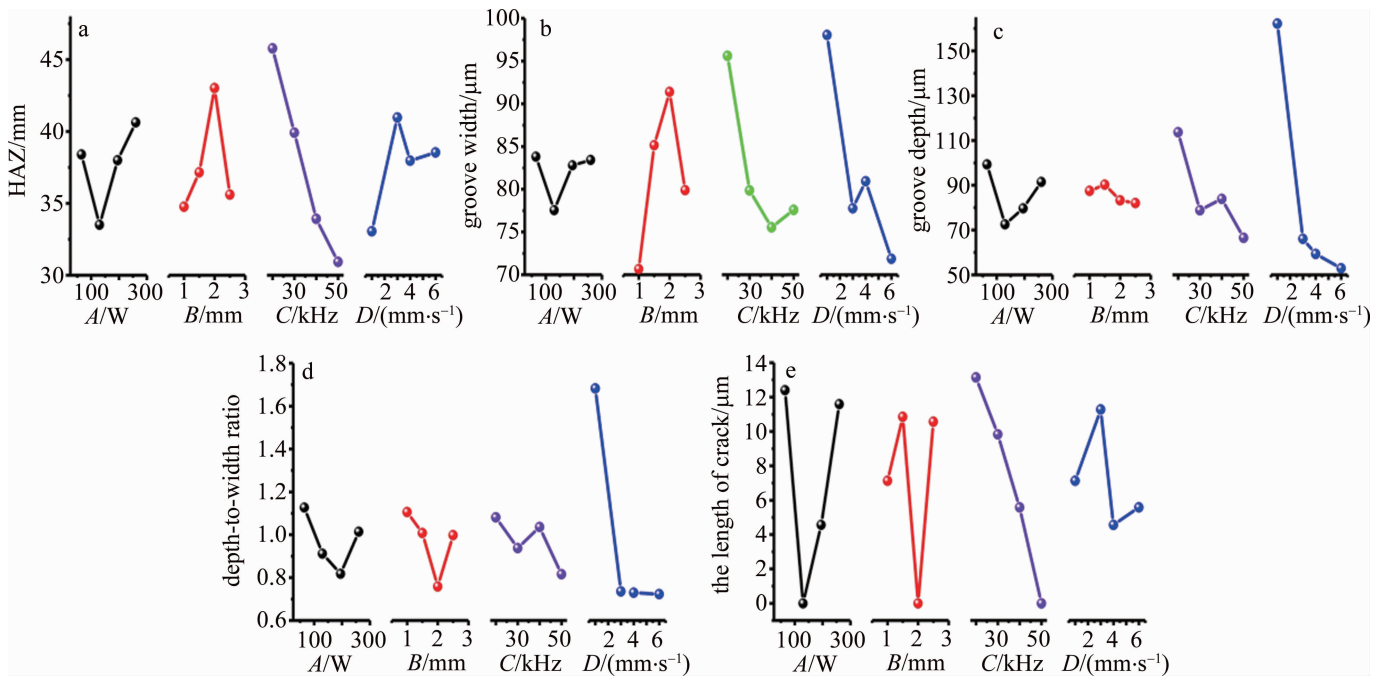 a
HAZ/mm
45
40
35
30
100 300
1 2 3
30 50
2 4 6
A/W
B/mm
C/kHz
D/(mm·s⁻¹)
b
groove width/μm
100
95
90
85
80
75
70
100 300
1 2 3
30 50
2 4 6
A/W
B/mm
C/kHz
D/(mm·s⁻¹)
c
groove depth/μm
150
130
110
90
70
50
100 300
1 2 3
30 50
2 4 6
A/W
B/mm
C/kHz
D/(mm·s⁻¹)
d
depth-to-width ratio
1.8
1.6
1.4
1.2
1.0
0.8
0.6
100 300
1 2 3
30 50
2 4 6
A/W
B/mm
C/kHz
D/(mm·s⁻¹)
e
the length of crack/μm
14
12
10
8
6
4
2
0
100 300
1 2 3
30 50
2 4 6
A/W
B/mm
C/kHz
D/(mm·s⁻¹)